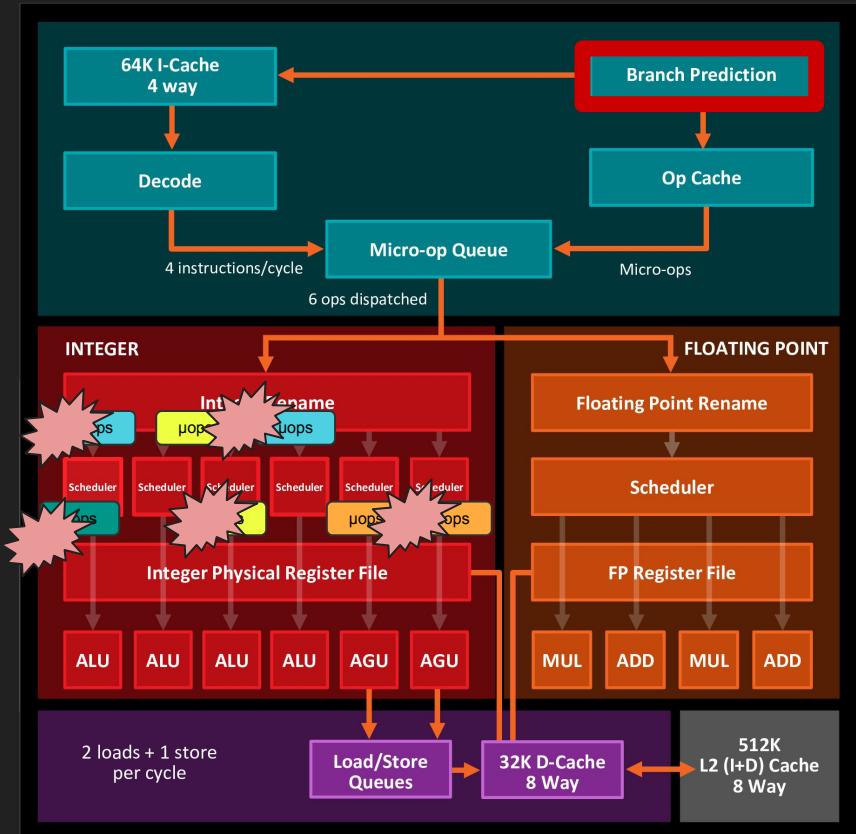 64K I-Cache
4 way
Branch Prediction
Decode
Op Cache
Micro-op Queue
4 instructions/cycle
Micro-ops
6 ops dispatched
INTEGER
FLOATING POINT
Floating Point Rename
μops
Scheduler
Scheduler
Scheduler
Scheduler
Scheduler
Scheduler
Scheduler
μops
Integer Physical Register File
FP Register File
ALU
ALU
ALU
ALU
AGU
AGU
MUL
ADD
MUL
ADD
2 loads + 1 store
per cycle
Load/Store
Queues
32K D-Cache
8 Way
512K
L2 (I+D) Cache
8 Way